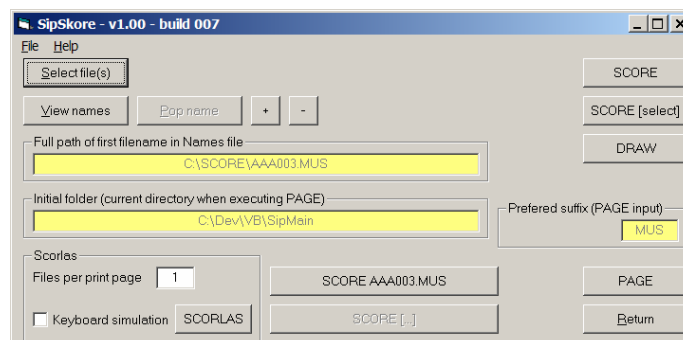 SipSkore - v1.00 - build 007
File Help
Select file(s)
SCORE
View names Pop name + -
SCORE [select]
Full path of first filename in Names file
C:\SCORE\AAA003.MUS
DRAW
Initial folder (current directory when executing PAGE)
C:\Dev\VB\SipMain
Prefered suffix (PAGE input)
MUS
Scorlas
Files per print page 1
SCORE AAA003.MUS
PAGE
Keyboard simulation SCORLAS
SCORE [..]
Return